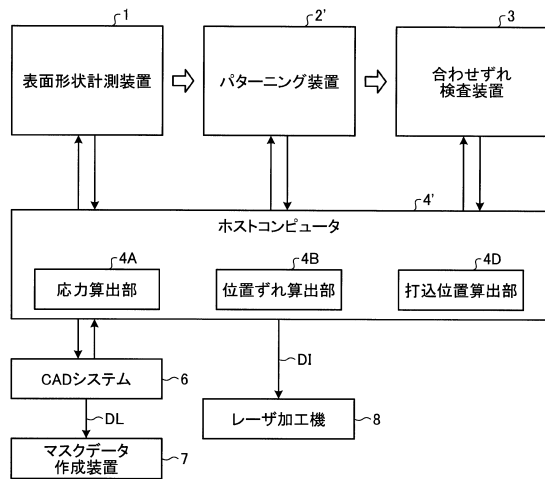 1
2'
3
表面形状計測装置
パターニング装置
合わせずれ
検査装置
4'
ホストコンピュータ
4A
4B
4D
応力算出部
位置ずれ算出部
打込位置算出部
DI
CADシステム
6
DL
レーザ加工機
8
マスクデータ
作成装置
7